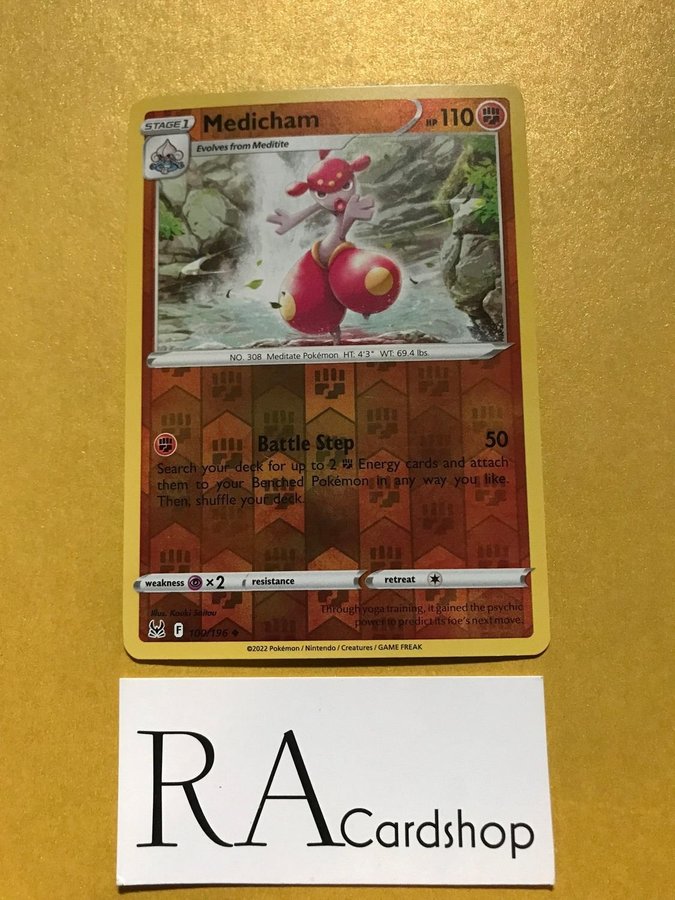 STAGE 1 Medicham HP 110
Evolves from Meditite
NO. 308 Meditate Pokémon HT: 4'3" WT: 69.4 lbs.
Battle Step 50
Search your deck for up to 2 Energy cards and attach
them to your Benched Pokémon in any way you like.
Then, shuffle your deck.
weakness ×2 resistance retreat
Illus. Kouki Saitou
Through yoga training, it gained the psychic
power to predict its foe's next move.
F 100/196
©2022 Pokémon / Nintendo / Creatures / GAME FREAK
RA Cardshop